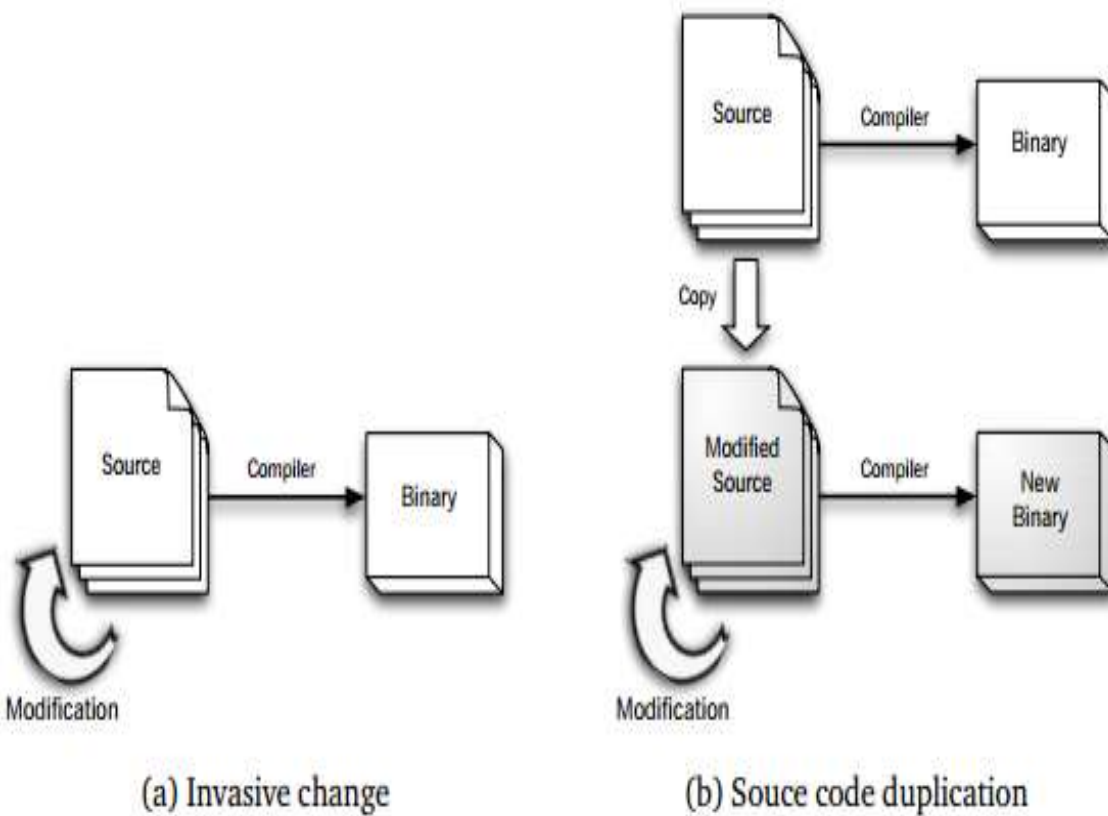 Source
Compiler
Binary
Modification
(a) Invasive change
Source
Compiler
Binary
Copy
Modified
Source
Compiler
New
Binary
Modification
(b) Souce code duplication